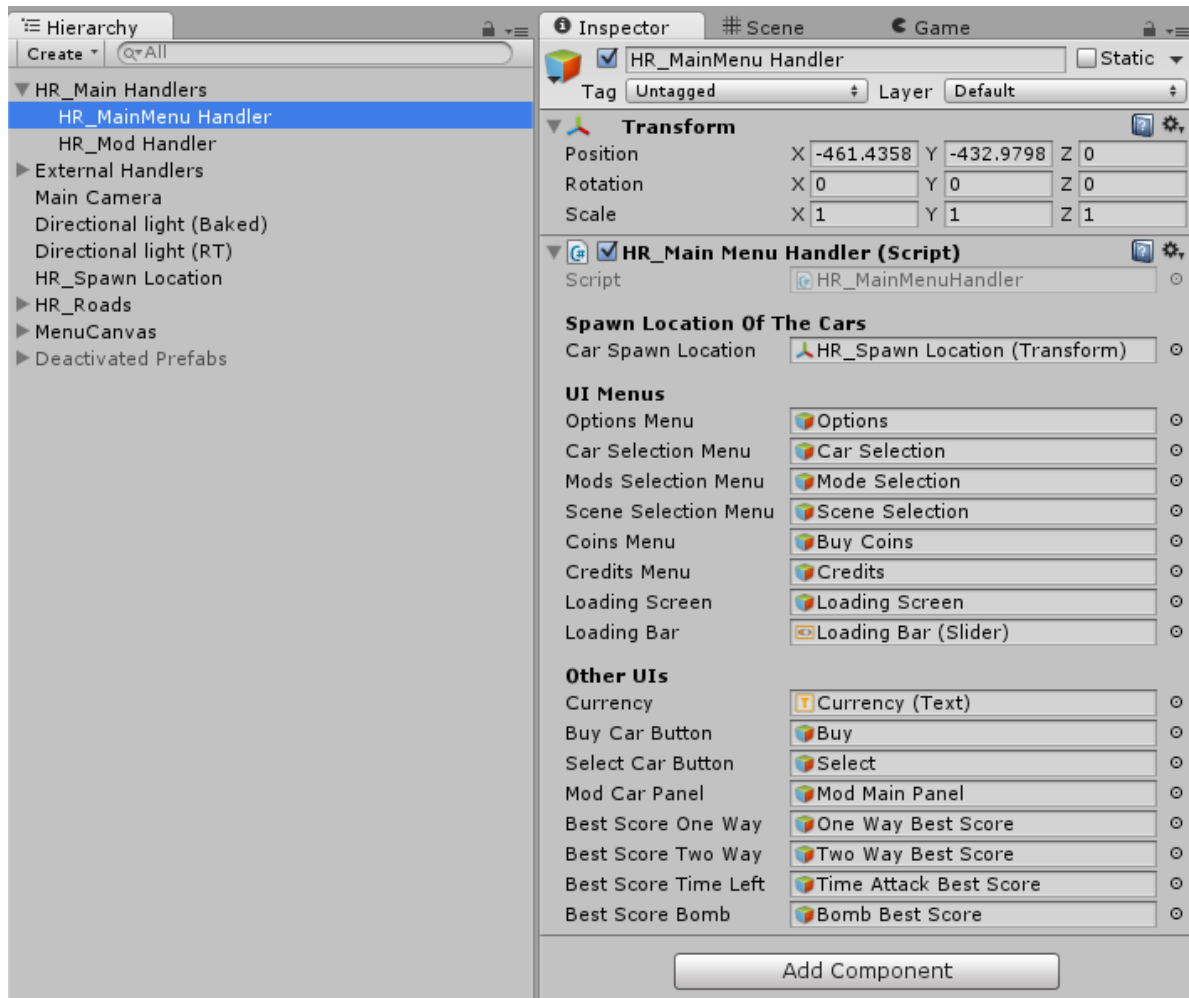 Hierarchy
Create All
HR_Main Handlers
HR_MainMenu Handler
HR_Mod Handler
External Handlers
Main Camera
Directional light (Baked)
Directional light (RT)
HR_Spawn Location
HR_Roads
MenuCanvas
Deactivated Prefabs
Inspector Scene Game
HR_MainMenu Handler Static
Tag Untagged Layer Default
Transform
Position X -461.4358 Y -432.9798 Z 0
Rotation X 0 Y 0 Z 0
Scale X 1 Y 1 Z 1
HR_Main Menu Handler (Script)
Script HR_MainMenuHandler
Spawn Location Of The Cars
Car Spawn Location HR_Spawn Location (Transform)
UI Menus
Options Menu Options
Car Selection Menu Car Selection
Mods Selection Menu Mode Selection
Scene Selection Menu Scene Selection
Coins Menu Buy Coins
Credits Menu Credits
Loading Screen Loading Screen
Loading Bar Loading Bar (Slider)
Other UIs
Currency Currency (Text)
Buy Car Button Buy
Select Car Button Select
Mod Car Panel Mod Main Panel
Best Score One Way One Way Best Score
Best Score Two Way Two Way Best Score
Best Score Time Left Time Attack Best Score
Best Score Bomb Bomb Best Score
Add Component